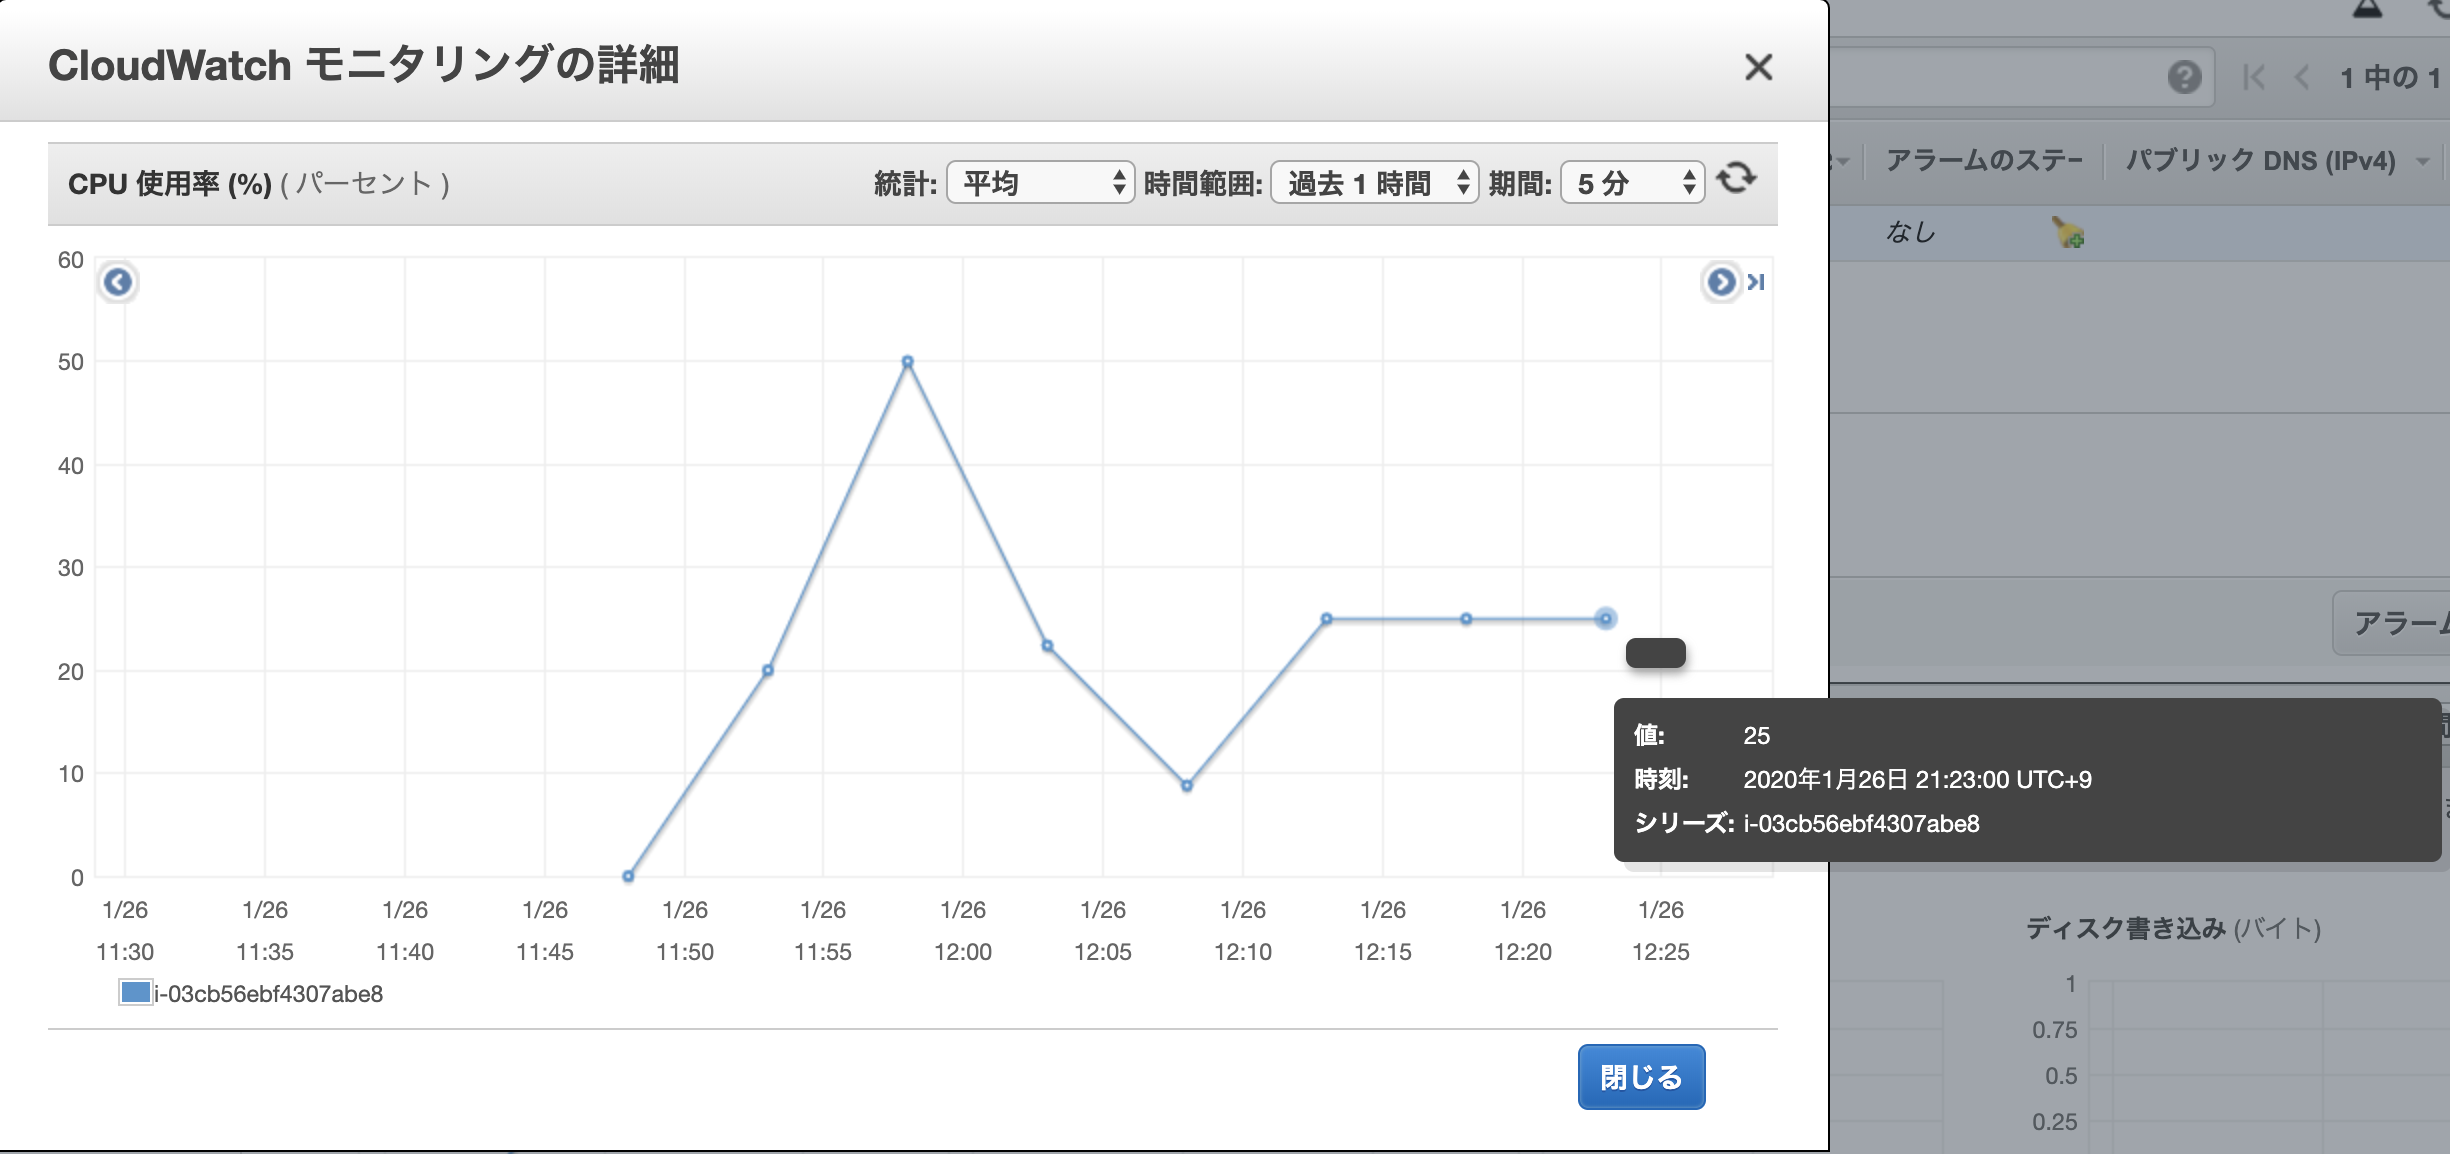 CloudWatch モニタリングの詳細
1 中の 1
CPU 使用率 (%) ( パーセント )
統計: 平均 時間範囲: 過去 1 時間 期間: 5 分
アラームのステー
パブリック DNS (IPv4)
なし
60
50
40
30
20
10
0
アラーム
値: 25
時刻: 2020年1月26日 21:23:00 UTC+9
シリーズ: i-03cb56ebf4307abe8
1/26 1/26 1/26 1/26 1/26 1/26 1/26 1/26 1/26 1/26 1/26 1/26
11:30 11:35 11:40 11:45 11:50 11:55 12:00 12:05 12:10 12:15 12:20 12:25
i-03cb56ebf4307abe8
閉じる
ディスク書き込み (バイト)
1
0.75
0.5
0.25